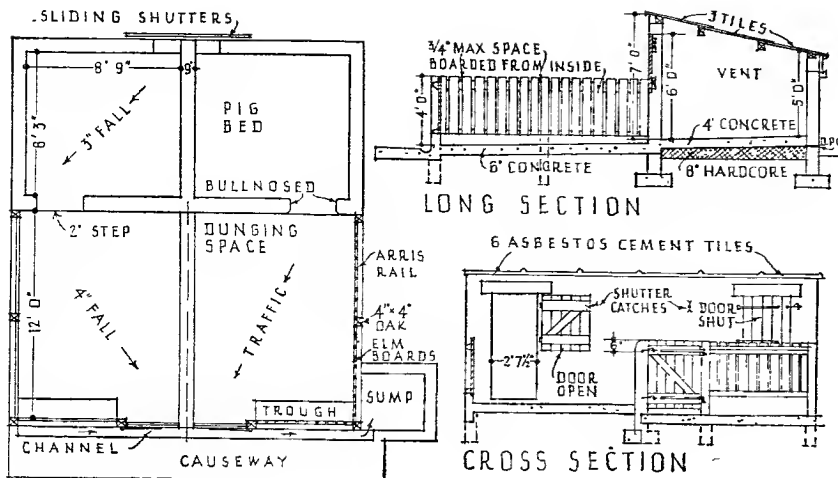 SLIDING SHUTTERS
8' 9"
9"
8' 3"
3" FALL
PIG
BED
BULLNOSED
2" STEP
DUNGING
SPACE
12' 0"
4" FALL
TRAFFIC
ARRIS
RAIL
4"×4"
OAK
ELM
BOARDS
TROUGH
SUMP
CHANNEL
CAUSEWAY
3/4" MAX SPACE
BOARDED FROM INSIDE
4' 0"
7' 0"
6' 0"
3 TILES
VENT
5' 0"
4" CONCRETE
6" CONCRETE
8" HARDCORE
LONG SECTION
6 ASBESTOS CEMENT TILES
SHUTTER
CATCHES
DOOR
SHUT
2' 7½"
6"
DOOR
OPEN
CROSS SECTION